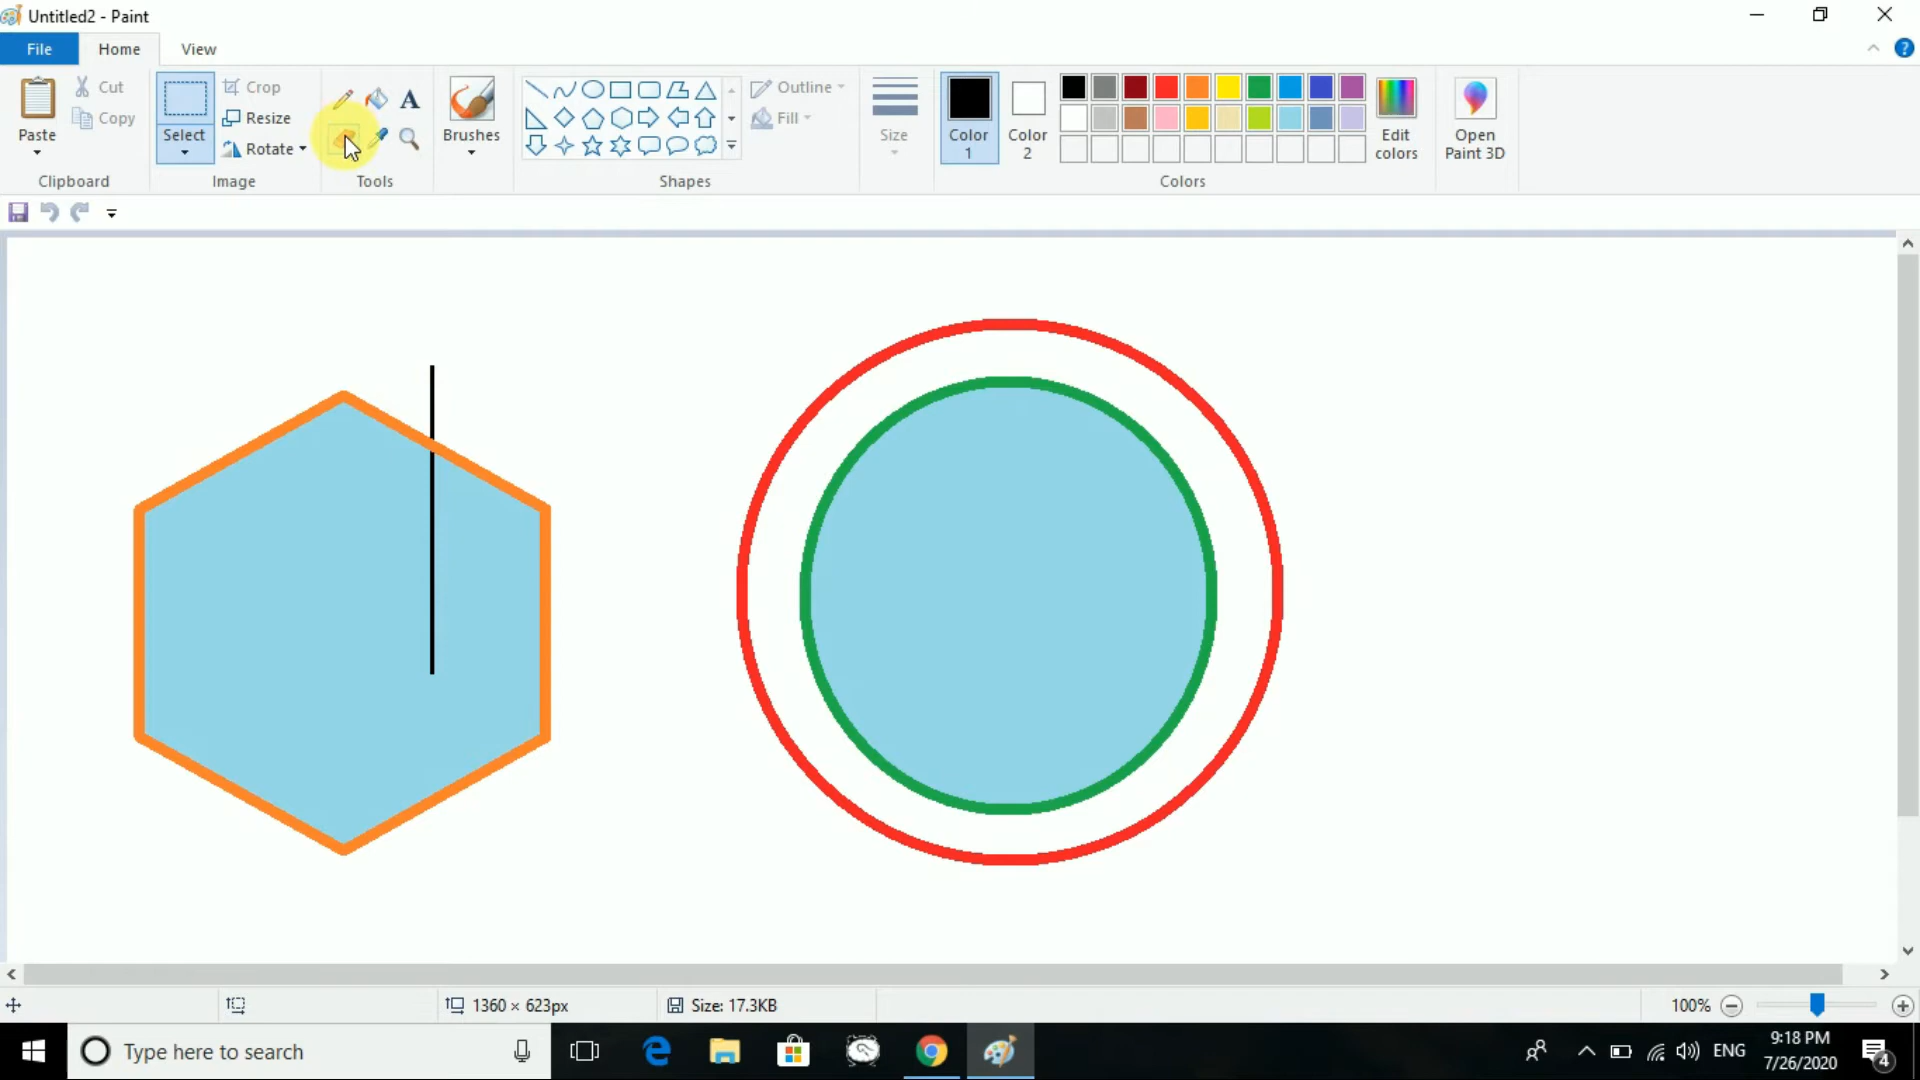 Untitled2 - Paint
File Home View
Paste
Cut
Copy
Clipboard
Select
Crop
Resize
Rotate
Image
A
Tools
Brushes
Shapes
Outline
Fill
Size
Color 1
Color 2
Colors
Edit colors
Open Paint 3D
1360 × 623px
Size: 17.3KB
100%
Type here to search
ENG
9:18 PM
7/26/2020
4